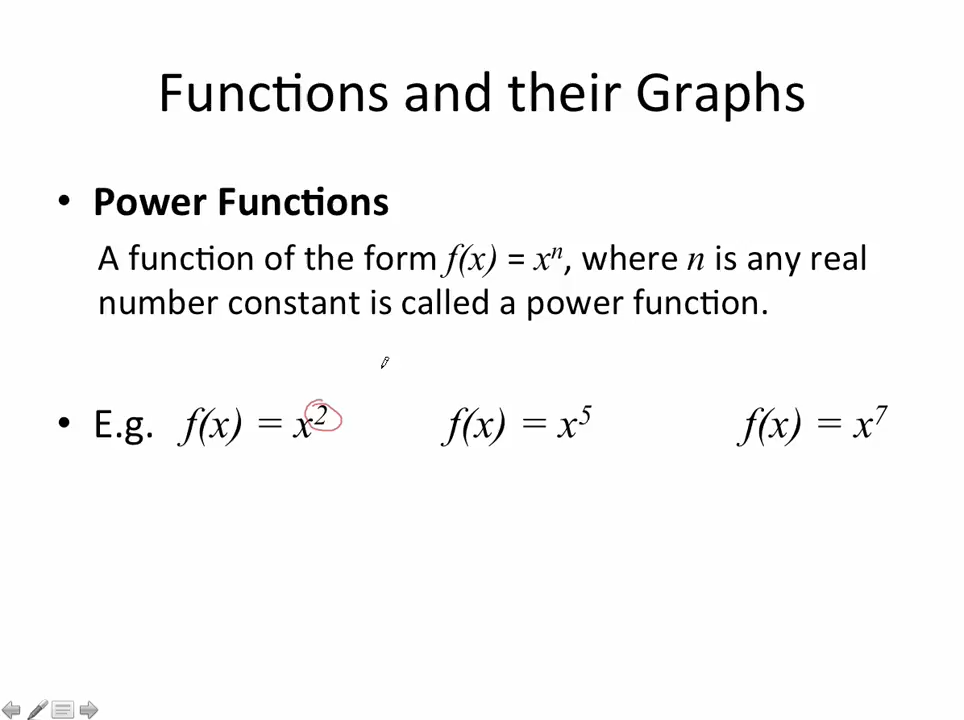 Functions and their Graphs
• Power Functions
A function of the form f(x) = xⁿ, where n is any real
number constant is called a power function.
• E.g. f(x) = x² f(x) = x⁵ f(x) = x⁷